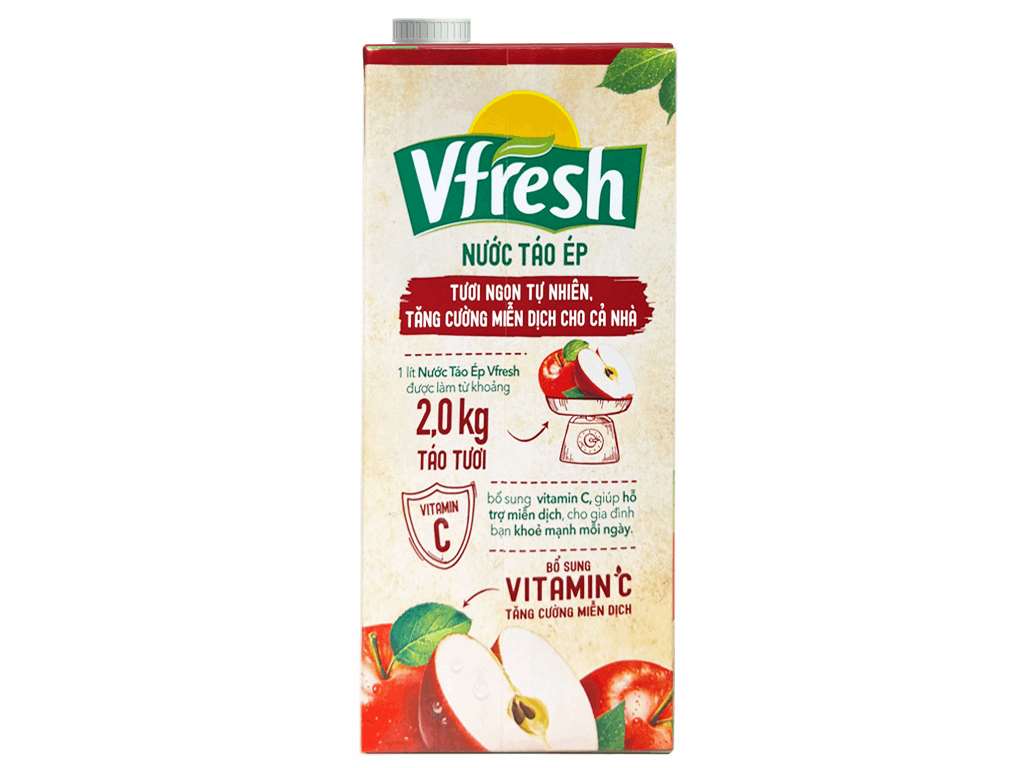 Vfresh
NƯỚC TÁO ÉP
TƯƠI NGON TỰ NHIÊN,
TĂNG CƯỜNG MIỄN DỊCH CHO CẢ NHÀ
1 lít Nước Táo Ép Vfresh
được làm từ khoảng
2,0 kg
TÁO TƯƠI
VITAMIN
C
bổ sung vitamin C, giúp hỗ
trợ miễn dịch, cho gia đình
bạn khoẻ mạnh mỗi ngày.
BỔ SUNG
VITAMIN C
TĂNG CƯỜNG MIỄN DỊCH